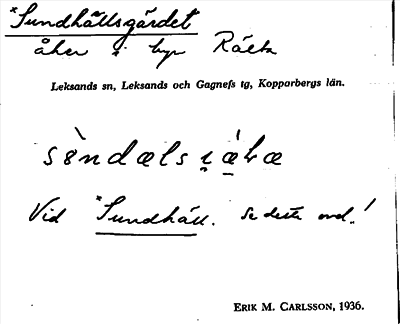 *Sundhällsgärdet
åker i byn Rälta
Leksands sn, Leksands och Gagnefs tg, Kopparbergs län.
Vid *Sundhäll. Se detta ord.!
ERIK M. CARLSSON, 1936.